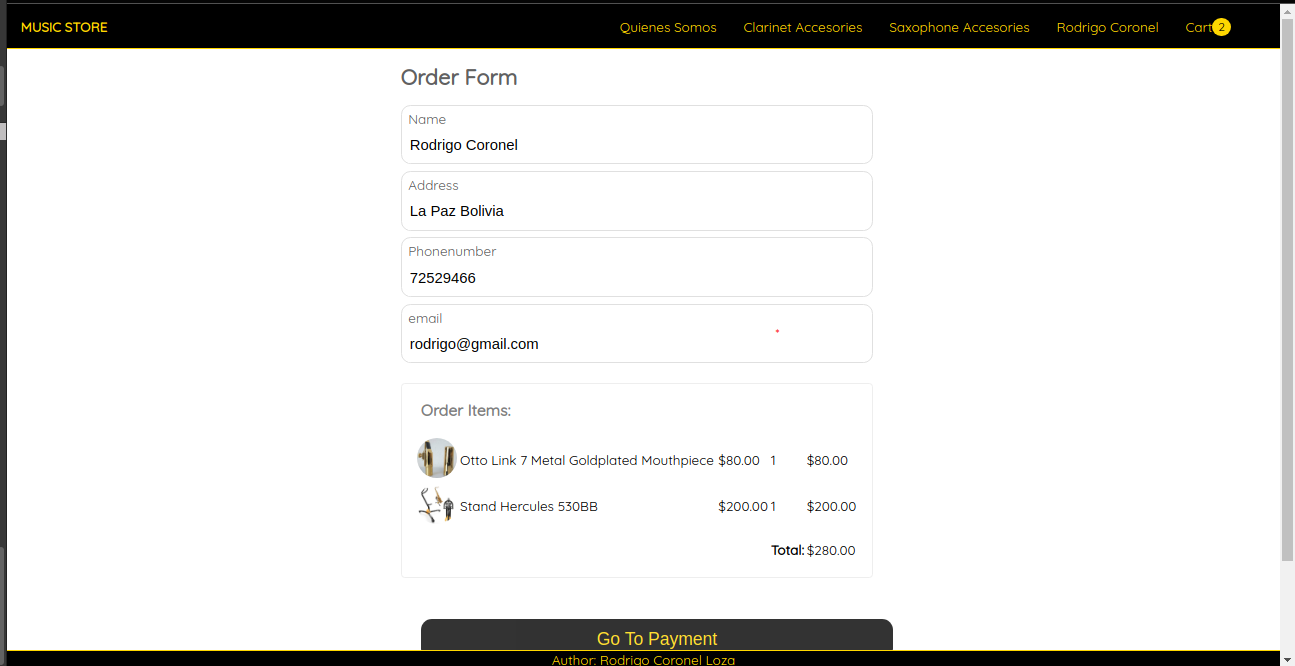 MUSIC STORE Quienes Somos Clarinet Accesories Saxophone Accesories Rodrigo Coronel Cart 2
Order Form
Name
Rodrigo Coronel
Address
La Paz Bolivia
Phonenumber
72529466
email
rodrigo@gmail.com
Order Items:
Otto Link 7 Metal Goldplated Mouthpiece $80.00 1 $80.00
Stand Hercules 530BB $200.00 1 $200.00
Total: $280.00
Go To Payment
Author: Rodrigo Coronel Loza